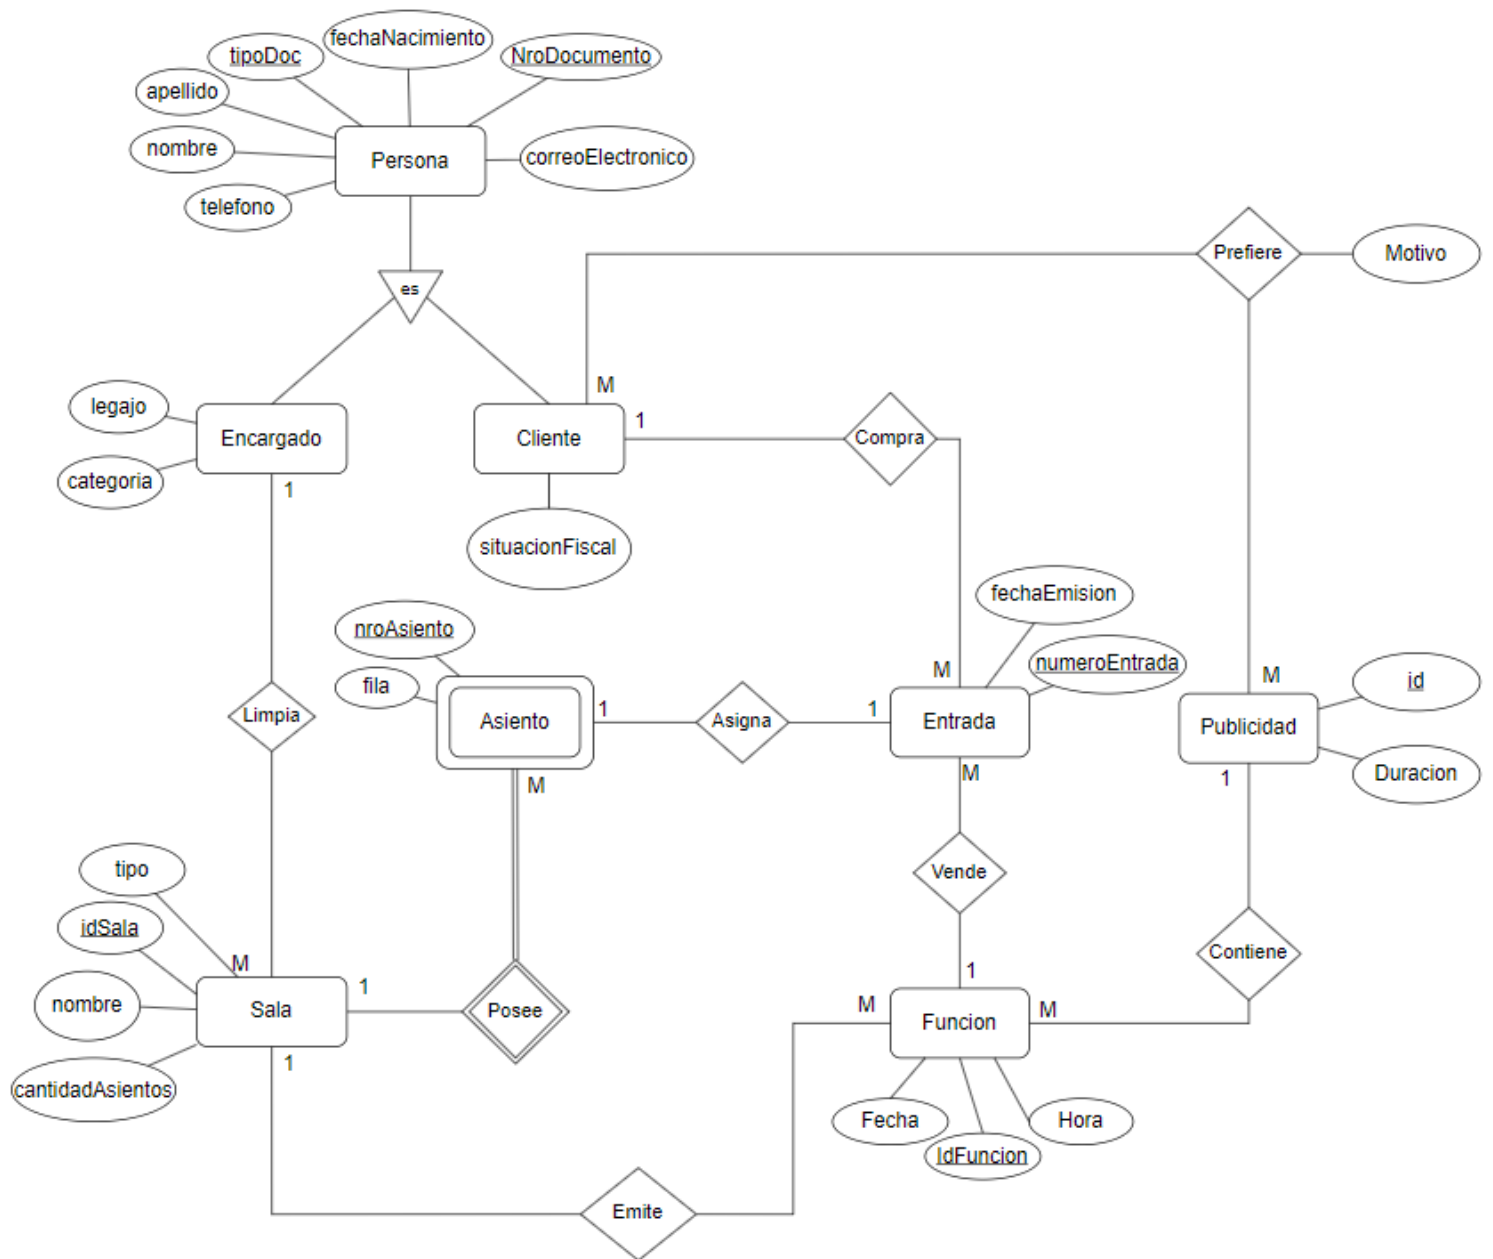 fechaNacimiento
tipoDoc
NroDocumento
apellido
nombre
Persona
correoElectronico
telefono
Prefiere
Motivo
es
M
legajo
1
Encargado
Cliente
Compra
categoria
1
situacionFiscal
fechaEmision
nroAsiento
numeroEntrada
fila
M
M
id
Limpia
1
Asiento
Asigna
1
Entrada
Publicidad
M
M
1
Duracion
tipo
Vende
idSala
Contiene
M
1
1
nombre
Sala
Posee
M
Funcion
M
1
cantidadAsientos
Fecha
Hora
IdFuncion
Emite